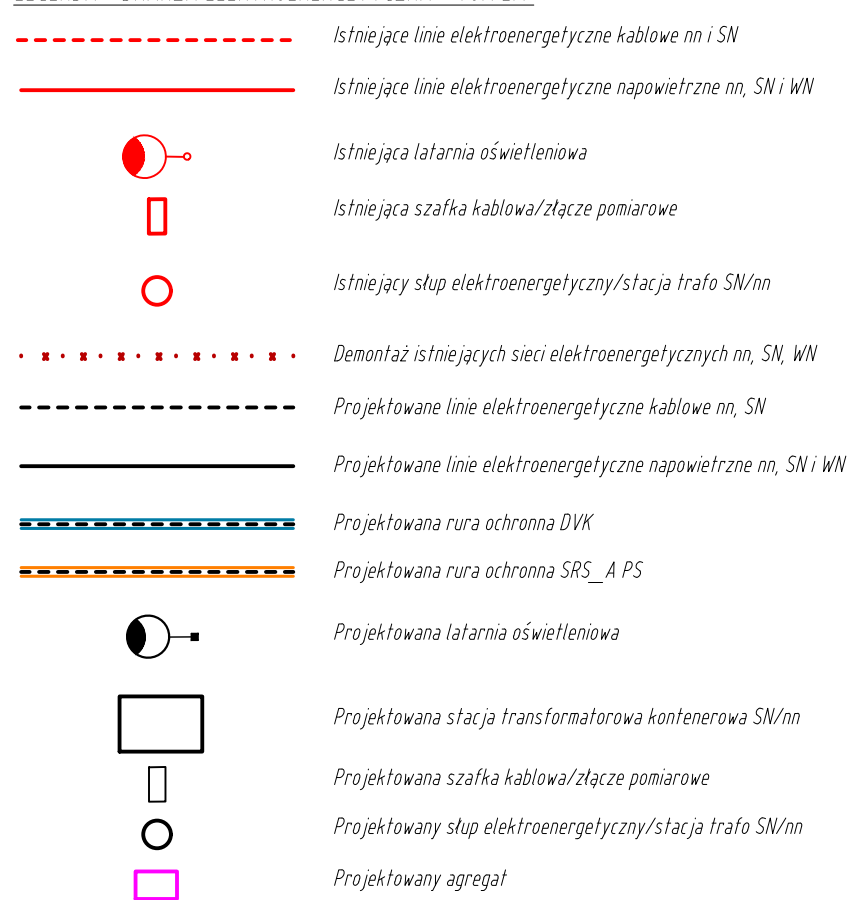 Istniejące linie elektroenergetyczne kablowe nn i SN
Istniejące linie elektroenergetyczne napowietrzne nn, SN i WN
Istniejąca latarnia oświetleniowa
Istniejąca szafka kablowa/złącze pomiarowe
Istniejący słup elektroenergetyczny/stacja trafo SN/nn
Demontaż istniejących sieci elektroenergetycznych nn, SN, WN
Projektowane linie elektroenergetyczne kablowe nn, SN
Projektowane linie elektroenergetyczne napowietrzne nn, SN i WN
Projektowana rura ochronna DVK
Projektowana rura ochronna SRS_A PS
Projektowana latarnia oświetleniowa
Projektowana stacja transformatorowa kontenerowa SN/nn
Projektowana szafka kablowa/złącze pomiarowe
Projektowany słup elektroenergetyczny/stacja trafo SN/nn
Projektowany agregat